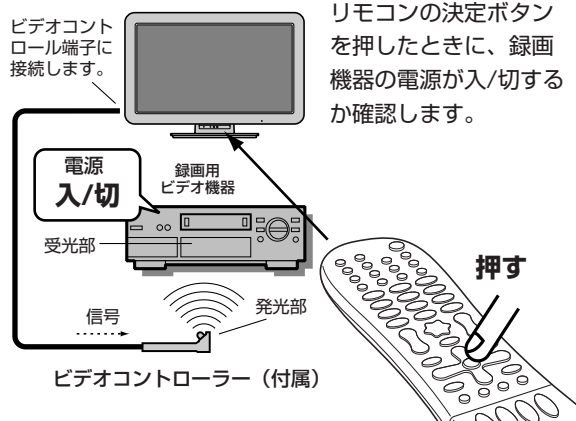 ビデオコント
ロール端子に
接続します。
リモコンの決定ボタン
を押したときに、録画
機器の電源が入/切する
か確認します。
電源
入/切
録画用
ビデオ機器
受光部
押す
信号
発光部
ビデオコントローラー（付属）